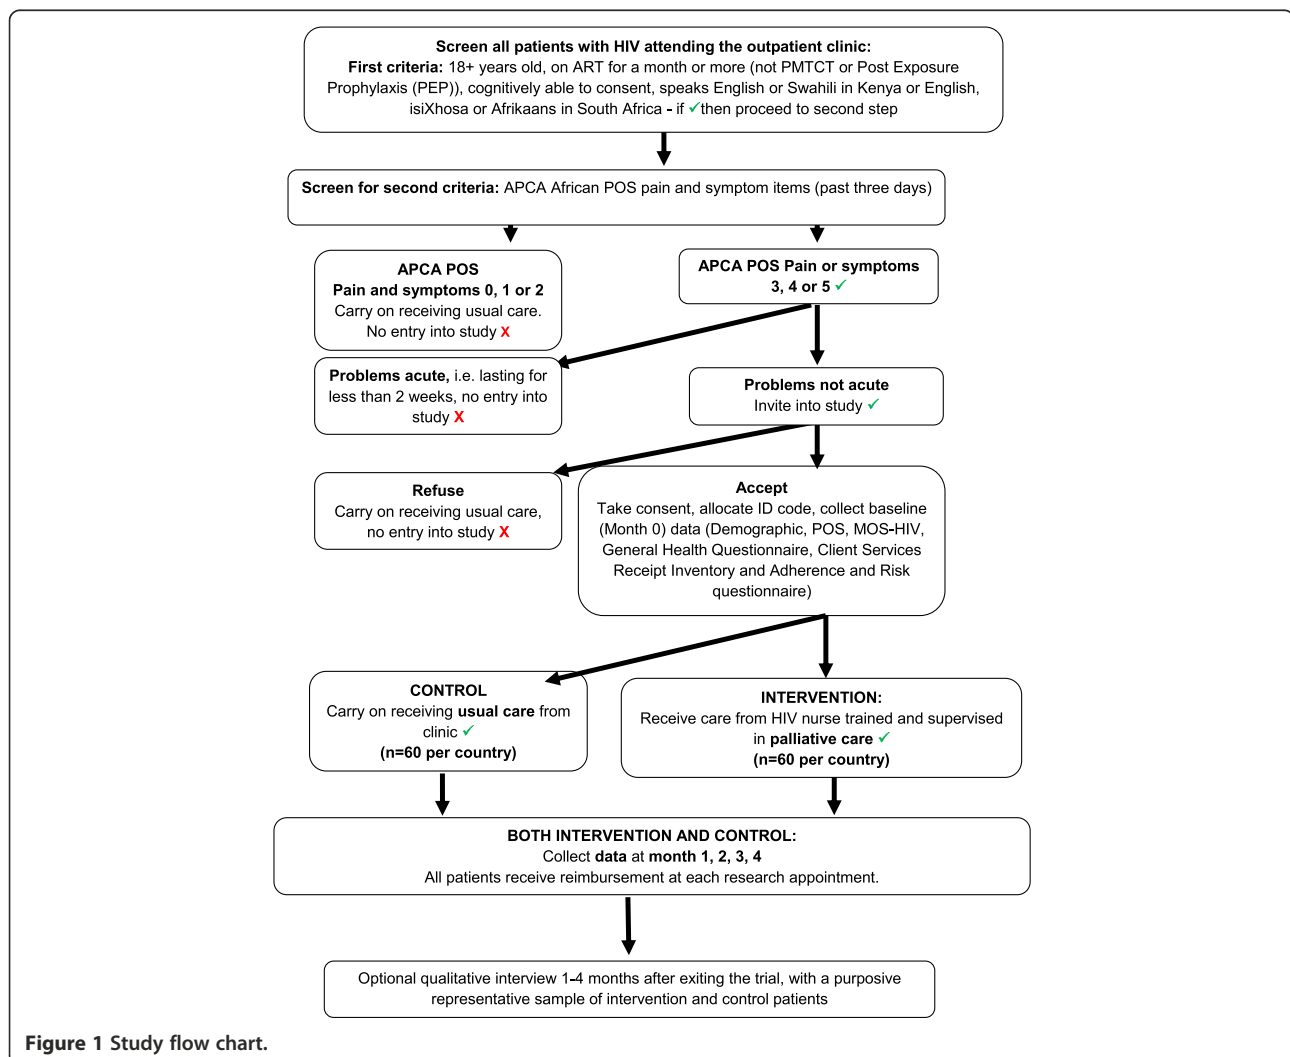 Screen all patients with HIV attending the outpatient clinic:
First criteria: 18+ years old, on ART for a month or more (not PMTCT or Post Exposure
Prophylaxis (PEP)), cognitively able to consent, speaks English or Swahili in Kenya or English,
isiXhosa or Afrikaans in South Africa - if ✓then proceed to second step
Screen for second criteria: APCA African POS pain and symptom items (past three days)
APCA POS
Pain and symptoms 0, 1 or 2
Carry on receiving usual care.
No entry into study X
APCA POS Pain or symptoms
3, 4 or 5 ✓
Problems acute, i.e. lasting for
less than 2 weeks, no entry into
study X
Problems not acute
Invite into study ✓
Refuse
Carry on receiving usual care,
no entry into study X
Accept
Take consent, allocate ID code, collect baseline
(Month 0) data (Demographic, POS, MOS-HIV,
General Health Questionnaire, Client Services
Receipt Inventory and Adherence and Risk
questionnaire)
CONTROL
Carry on receiving usual care from
clinic ✓
(n=60 per country)
INTERVENTION:
Receive care from HIV nurse trained and supervised
in palliative care ✓
(n=60 per country)
BOTH INTERVENTION AND CONTROL:
Collect data at month 1, 2, 3, 4
All patients receive reimbursement at each research appointment.
Optional qualitative interview 1-4 months after exiting the trial, with a purposive
representative sample of intervention and control patients
Figure 1 Study flow chart.